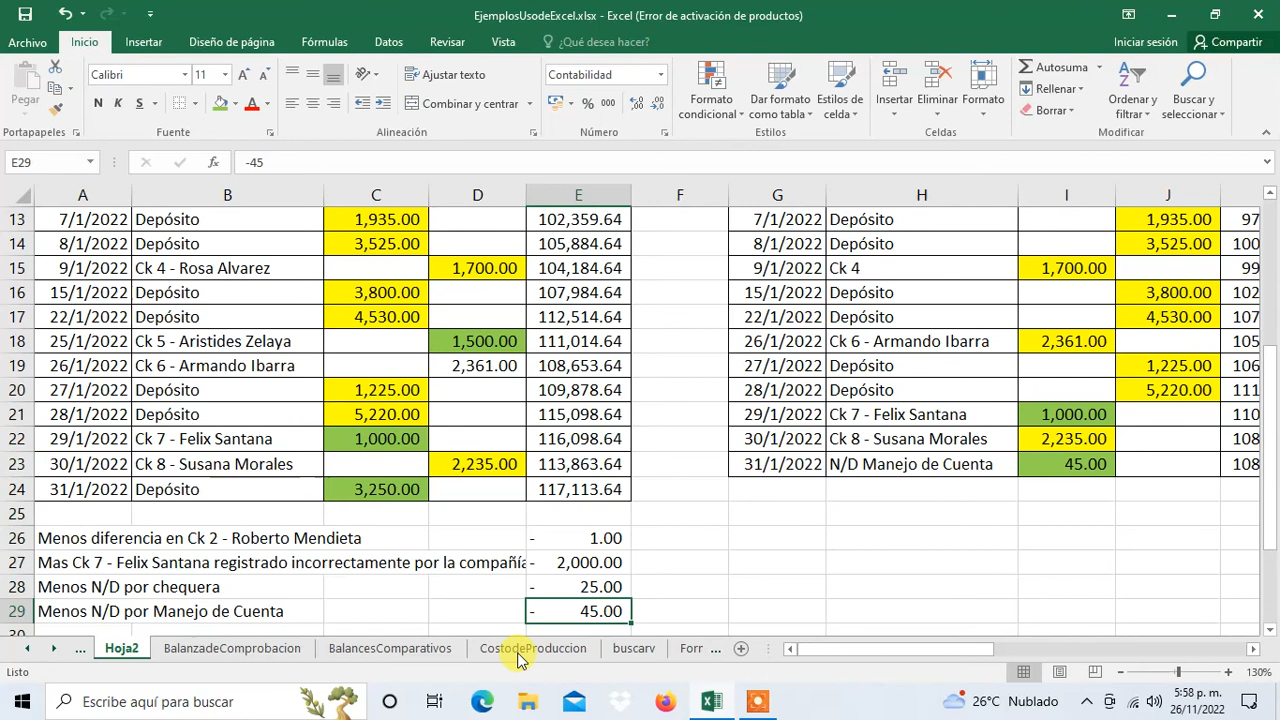 EjemplosUsodeExcel.xlsx - Excel (Error de activación de productos)
Archivo Inicio Insertar Diseño de página Fórmulas Datos Revisar Vista ¿Qué desea hacer? Iniciar sesión Compartir
Pegar Calibri 11 Ajustar texto Contabilidad Formato condicional Dar formato como tabla Estilos de celda Insertar Eliminar Formato Autosuma Ordenar y filtrar Buscar y seleccionar
N K S Combinar y centrar % 000 Rellenar
Borrar
Portapapeles Fuente Alineación Número Estilos Celdas Modificar
E29 fx -45
A B C D E F G H I J
13 7/1/2022 Depósito 1,935.00 102,359.64 7/1/2022 Depósito 1,935.00 97
14 8/1/2022 Depósito 3,525.00 105,884.64 8/1/2022 Depósito 3,525.00 100
15 9/1/2022 Ck 4 - Rosa Alvarez 1,700.00 104,184.64 9/1/2022 Ck 4 1,700.00 99
16 15/1/2022 Depósito 3,800.00 107,984.64 15/1/2022 Depósito 3,800.00 102
17 22/1/2022 Depósito 4,530.00 112,514.64 22/1/2022 Depósito 4,530.00 107
18 25/1/2022 Ck 5 - Aristides Zelaya 1,500.00 111,014.64 26/1/2022 Ck 6 - Armando Ibarra 2,361.00 105
19 26/1/2022 Ck 6 - Armando Ibarra 2,361.00 108,653.64 27/1/2022 Depósito 1,225.00 106
20 27/1/2022 Depósito 1,225.00 109,878.64 28/1/2022 Depósito 5,220.00 111
21 28/1/2022 Depósito 5,220.00 115,098.64 29/1/2022 Ck 7 - Felix Santana 1,000.00 110
22 29/1/2022 Ck 7 - Felix Santana 1,000.00 116,098.64 30/1/2022 Ck 8 - Susana Morales 2,235.00 108
23 30/1/2022 Ck 8 - Susana Morales 2,235.00 113,863.64 31/1/2022 N/D Manejo de Cuenta 45.00 108
24 31/1/2022 Depósito 3,250.00 117,113.64
25
26 Menos diferencia en Ck 2 - Roberto Mendieta - 1.00
27 Mas Ck 7 - Felix Santana registrado incorrectamente por la compañía - 2,000.00
28 Menos N/D por chequera - 25.00
29 Menos N/D por Manejo de Cuenta - 45.00
30
... Hoja2 BalanzadeComprobacion BalancesComparativos CostodeProduccion buscarv Forr ...
Listo 130%
Escribe aquí para buscar 26°C Nublado 5:58 p. m.
26/11/2022